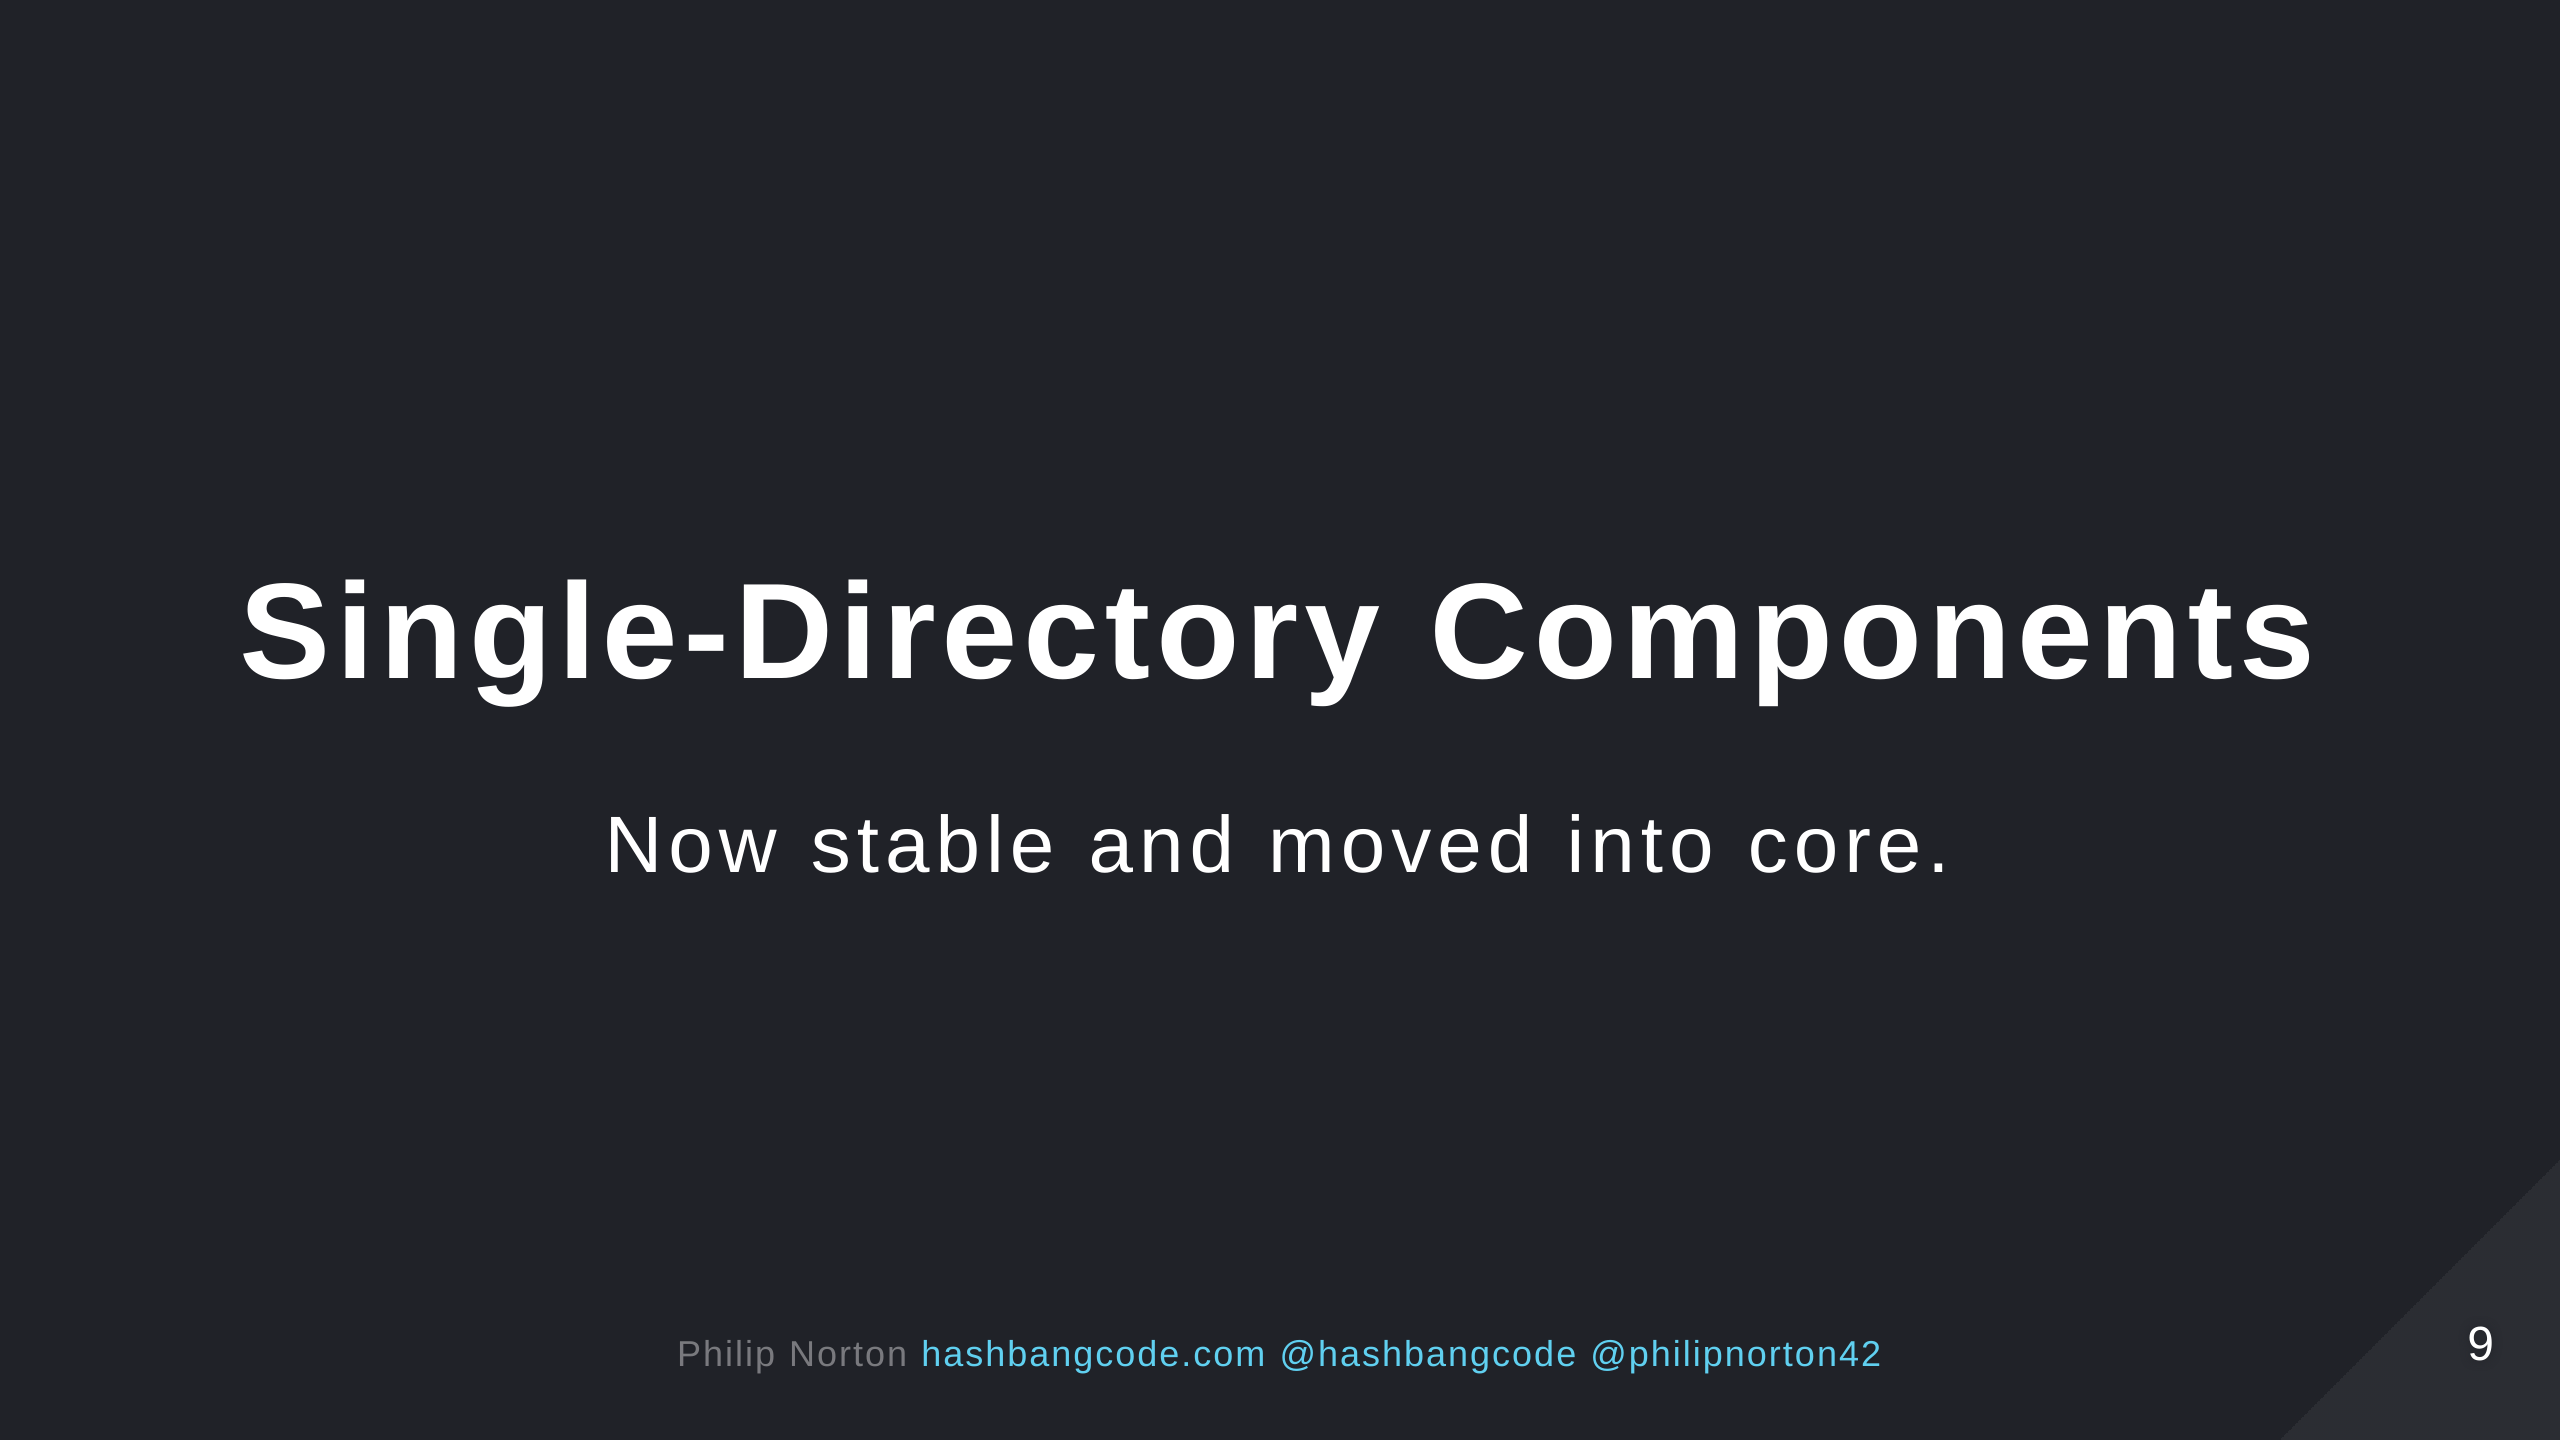 Single-Directory Components
Now stable and moved into core.
Philip Norton hashbangcode.com @hashbangcode @philipnorton42
9